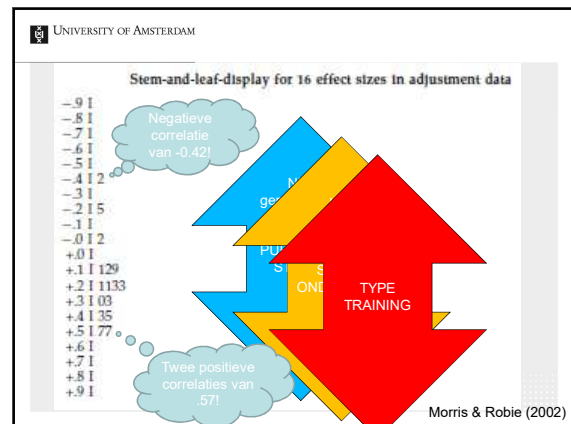 UNIVERSITY OF AMSTERDAM
Stem-and-leaf-display for 16 effect sizes in adjustment data
-.9 I
-.8 I
-.7 I
-.6 I
-.5 I
-.4 I 2
-.3 I
-.2 I 5
-.1 I
-.0 I 2
+.0 I
+.1 I 129
+.2 I 1133
+.3 I 03
+.4 I 35
+.5 I 77
+.6 I
+.7 I
+.8 I
+.9 I
Negatieve
correlatie
van -0.42!
Twee positieve
correlaties van
.57!
TYPE
TRAINING
Morris & Robie (2002)